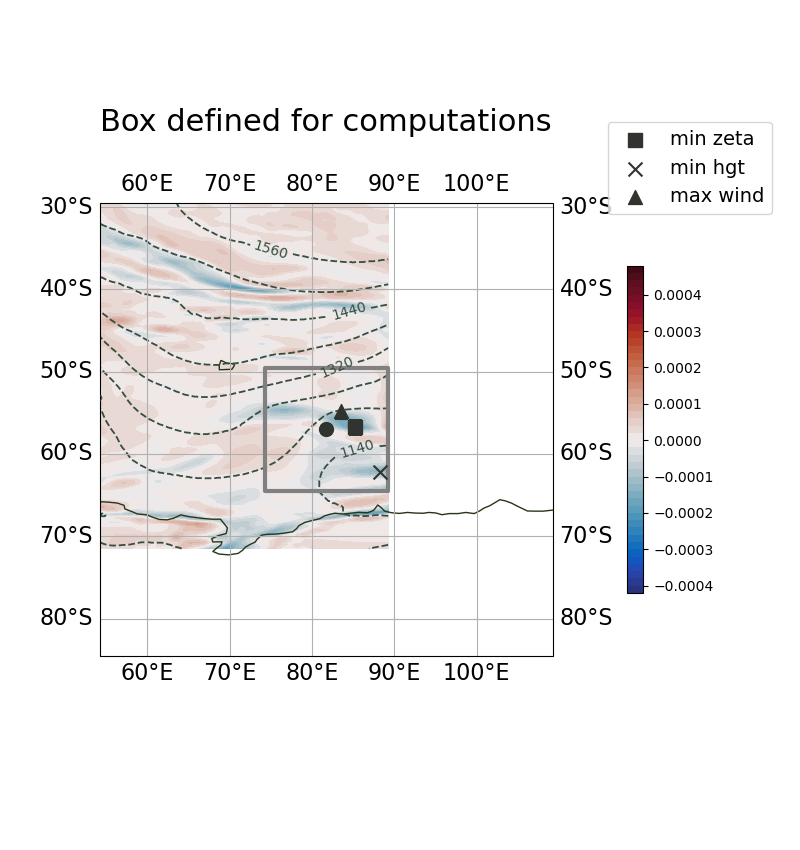 Box defined for computations
min zeta
min hgt
max wind
60°E 70°E 80°E 90°E 100°E
30°S 30°S
1560
40°S 40°S
1440
50°S 50°S
1320
60°S 60°S
1140
70°S 70°S
80°S 80°S
60°E 70°E 80°E 90°E 100°E
0.0004
0.0003
0.0002
0.0001
0.0000
−0.0001
−0.0002
−0.0003
−0.0004